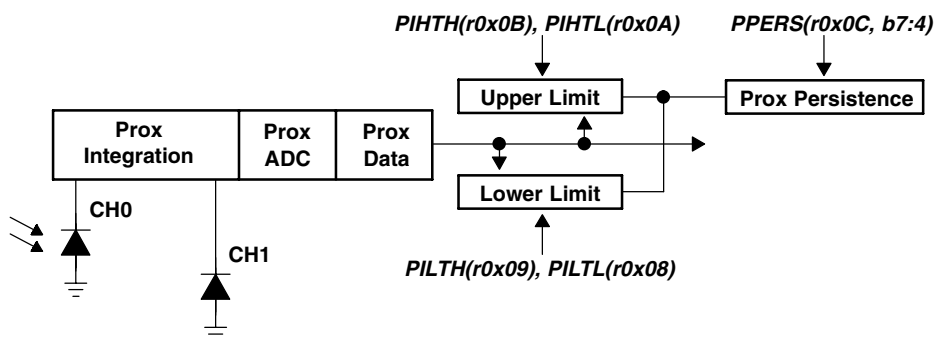 PIHTH(r0x0B), PIHTL(r0x0A)
PPERS(r0x0C, b7:4)
Upper Limit
Prox Persistence
Prox
Integration
Prox
ADC
Prox
Data
Lower Limit
CH0
CH1
PILTH(r0x09), PILTL(r0x08)